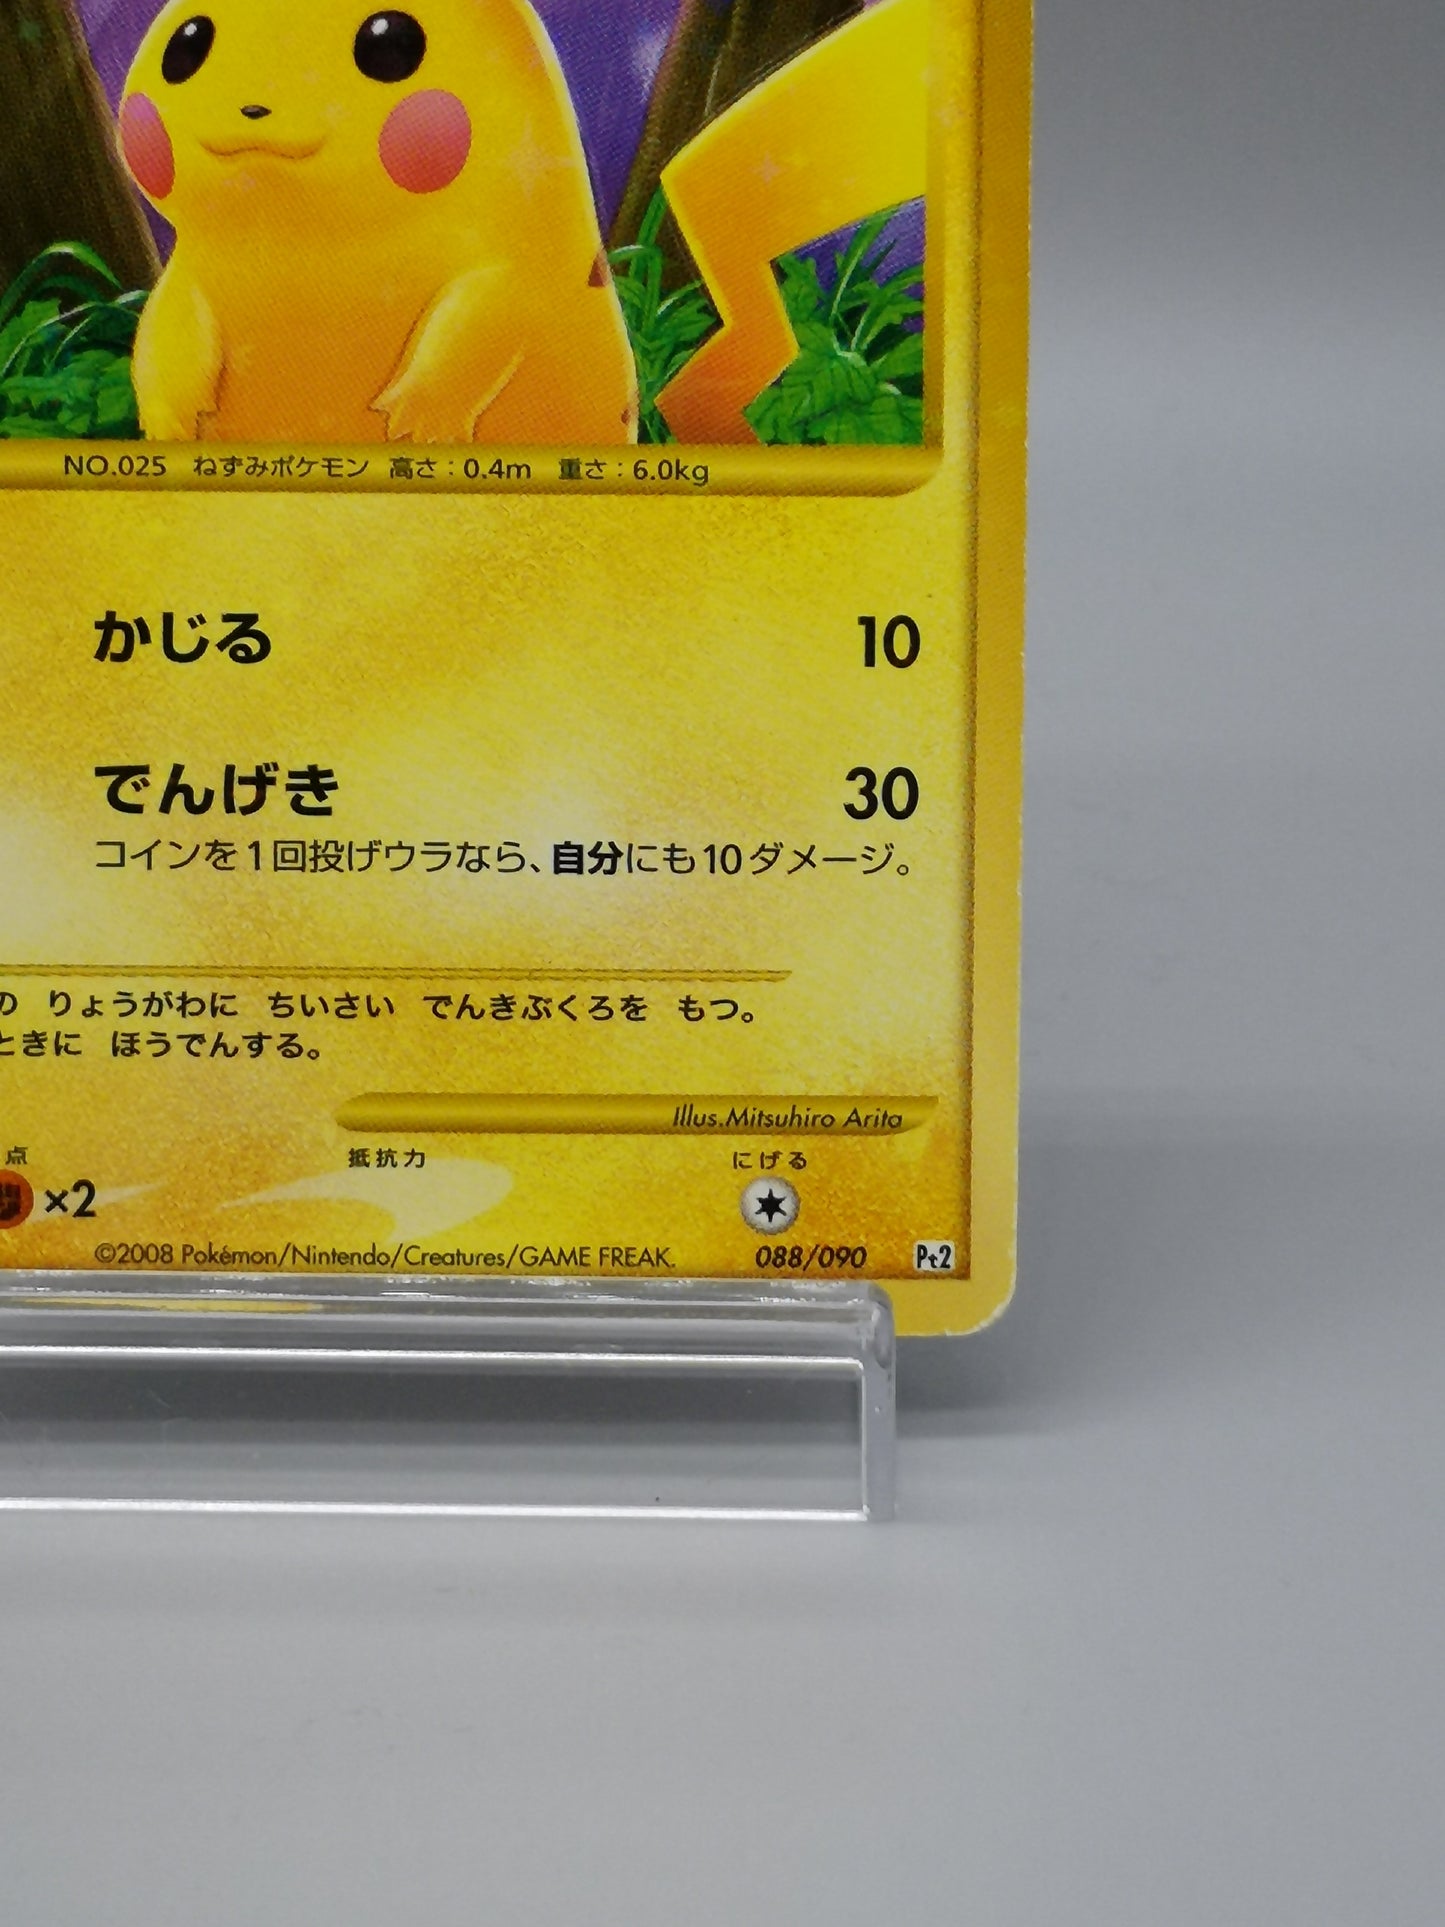 NO.025 ねずみポケモン 高さ：0.4m 重さ：6.0kg
かじる 10
でんげき 30
コインを1回投げウラなら、自分にも10ダメージ。
の りょうがわに ちいさい でんきぶくろを もつ。
ときに ほうでんする。
Illus.Mitsuhiro Arita
点 抵抗力 にげる
×2
©2008 Pokémon/Nintendo/Creatures/GAME FREAK. 088/090 Pt2